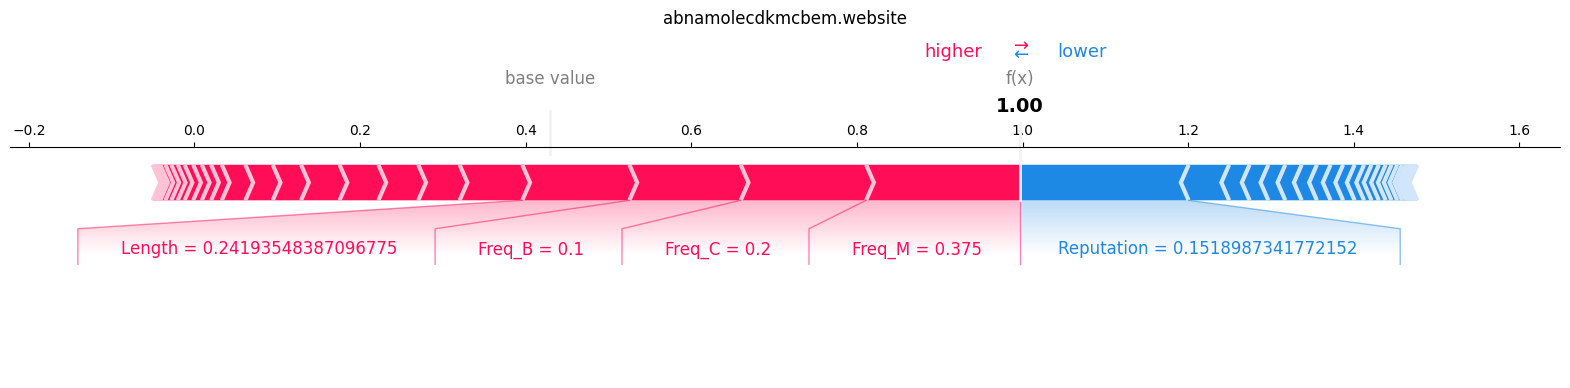 abnamolecdkmcbem.website
higher ⇄ lower
base value f(x)
1.00
−0.2 0.0 0.2 0.4 0.6 0.8 1.0 1.2 1.4 1.6
Length = 0.24193548387096775 Freq_B = 0.1 Freq_C = 0.2 Freq_M = 0.375 Reputation = 0.1518987341772152